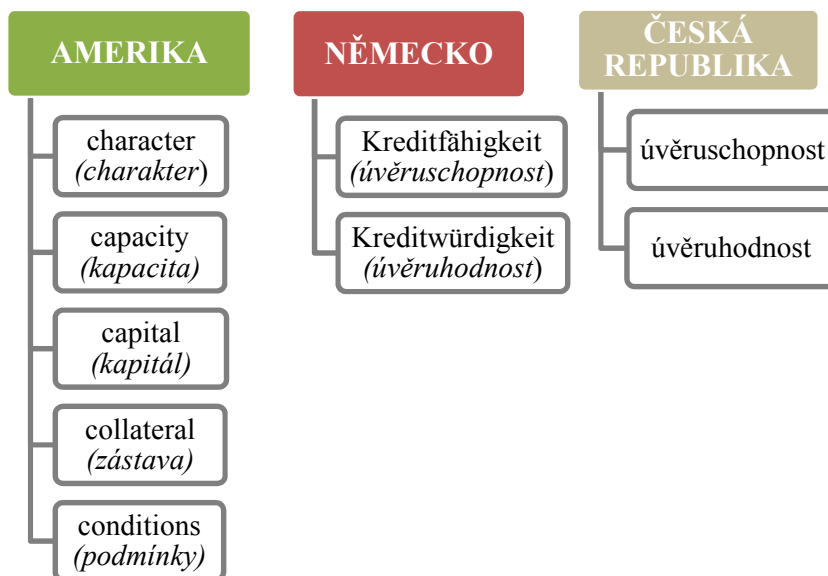 AMERIKA
character
(charakter)
capacity
(kapacita)
capital
(kapitál)
collateral
(zástava)
conditions
(podmínky)
NĚMECKO
Kreditfähigkeit
(úvěruschopnost)
Kreditwürdigkeit
(úvěruhodnost)
ČESKÁ
REPUBLIKA
úvěruschopnost
úvěruhodnost